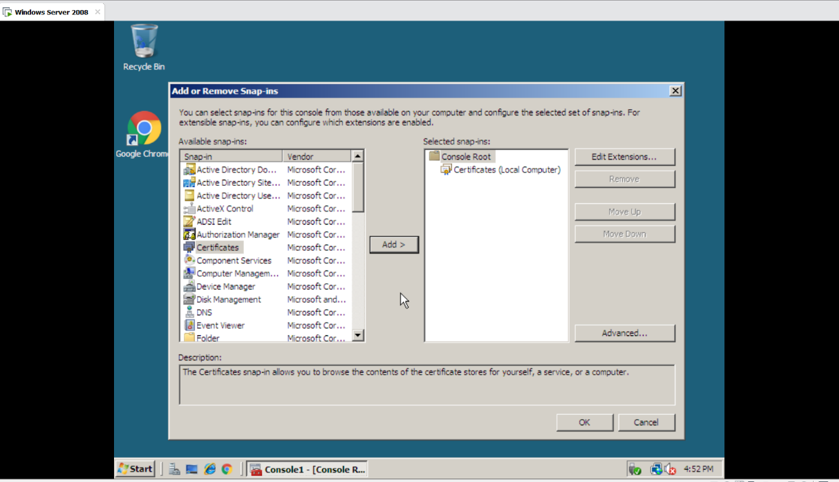 Windows Server 2008
Recycle Bin
Google Chrom
Add or Remove Snap-ins
You can select snap-ins for this console from those available on your computer and configure the selected set of snap-ins. For
extensible snap-ins, you can configure which extensions are enabled.
Available snap-ins:
Snap-in Vendor
Active Directory Do... Microsoft Cor...
Active Directory Site... Microsoft Cor...
Active Directory Use... Microsoft Cor...
ActiveX Control Microsoft Cor...
ADSI Edit Microsoft Cor...
Authorization Manager Microsoft Cor...
Certificates Microsoft Cor...
Component Services Microsoft Cor...
Computer Managem... Microsoft Cor...
Device Manager Microsoft Cor...
Disk Management Microsoft and...
DNS Microsoft Cor...
Event Viewer Microsoft Cor...
Folder Microsoft Cor...
Add >
Selected snap-ins:
Console Root
Certificates (Local Computer)
Edit Extensions...
Remove
Move Up
Move Down
Advanced...
Description:
The Certificates snap-in allows you to browse the contents of the certificate stores for yourself, a service, or a computer.
OK
Cancel
Start
Console1 - [Console R...
4:52 PM